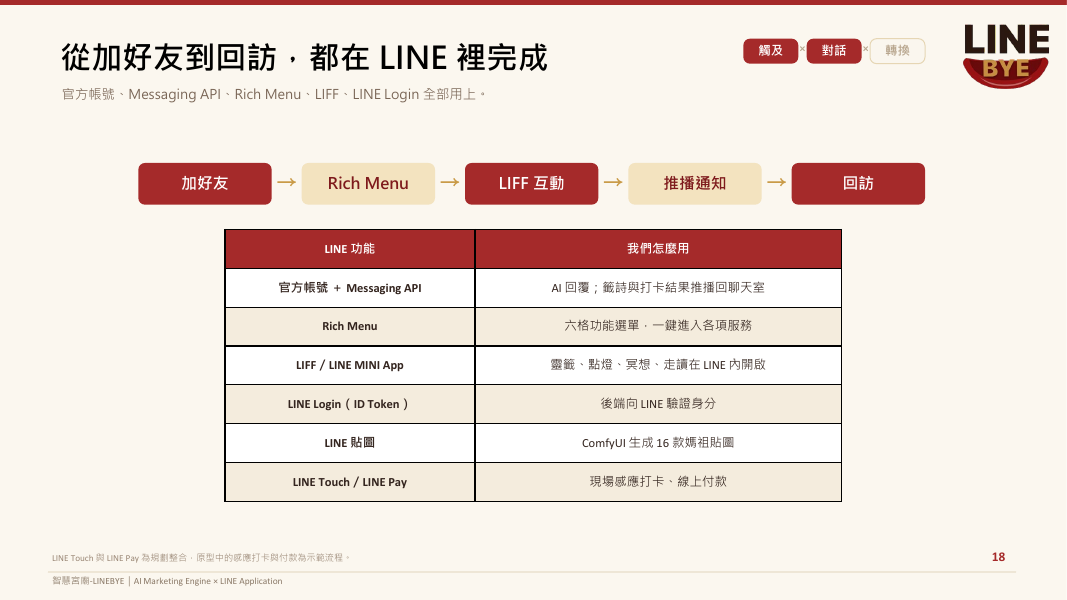 從加好友到回訪，都在 LINE 裡完成
官方帳號、Messaging API、Rich Menu、LIFF、LINE Login 全部用上。
觸及 × 對話 × 轉換
LINE
BYE
加好友 → Rich Menu → LIFF 互動 → 推播通知 → 回訪
LINE 功能 我們怎麼用
官方帳號 ＋ Messaging API AI 回覆；籤詩與打卡結果推播回聊天室
Rich Menu 六格功能選單，一鍵進入各項服務
LIFF / LINE MINI App 靈籤、點燈、冥想、走讀在 LINE 內開啟
LINE Login（ID Token） 後端向 LINE 驗證身分
LINE 貼圖 ComfyUI 生成 16 款媽祖貼圖
LINE Touch / LINE Pay 現場感應打卡、線上付款
LINE Touch 與 LINE Pay 為規劃整合，原型中的感應打卡與付款為示範流程。
18
智慧宮廟-LINEBYE｜AI Marketing Engine × LINE Application